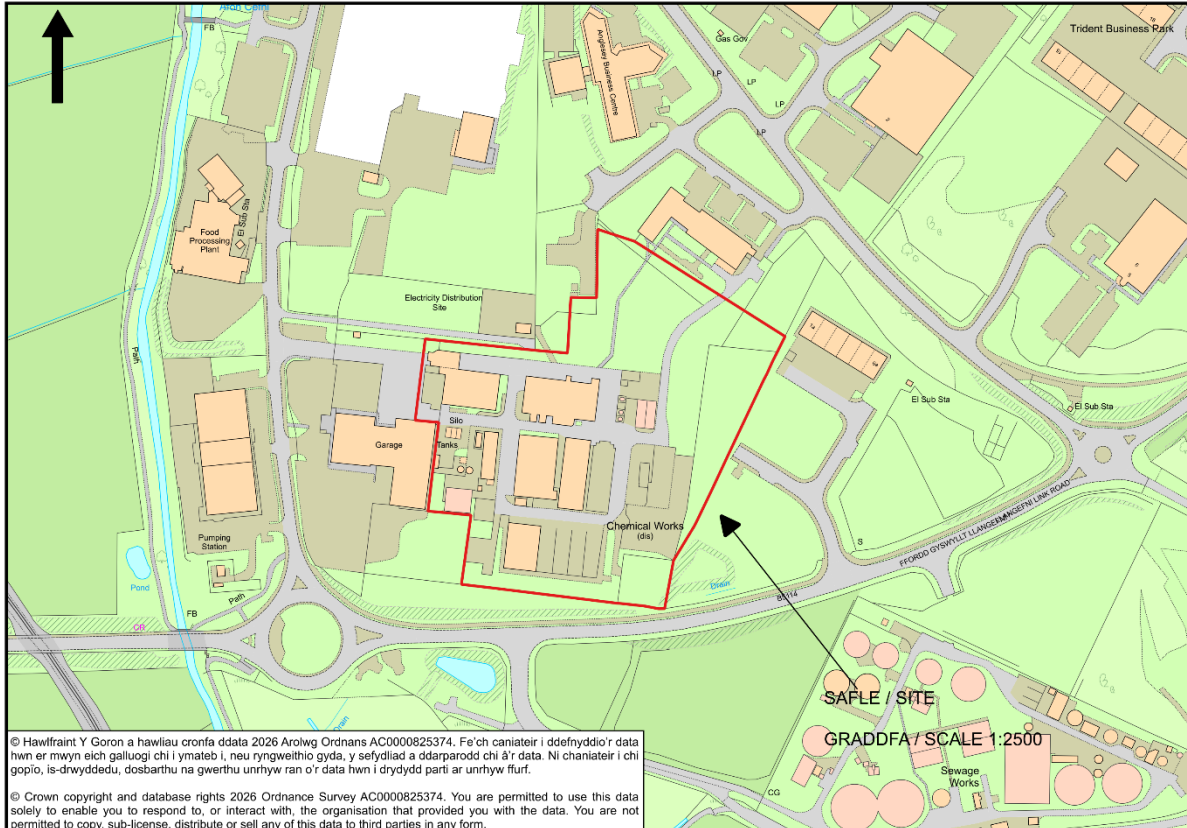 Afon Cefni
FB
Gas Gov
Trident Business Park
Anglesey Business Centre
LP
LP
LP
LP
El Sub Sta
Food
Processing
Plant
Path
Electricity Distribution
Site
El Sub Sta
El Sub Sta
Silo
Tanks
Garage
Chemical Works
(dis)
Pumping
Station
Pond
Path
FB
CR
Drain
Drain
B5114
S
SAFLE / SITE
GRADDFA / SCALE 1:2500
Sewage
Works
CG
© Hawlfraint Y Goron a hawliau cronfa ddata 2026 Arolwg Ordnans AC0000825374. Fe'ch caniateir i ddefnyddio'r data
hwn er mwyn eich galluogi chi i ymateb i, neu ryngweithio gyda, y sefydliad a ddarparodd chi â'r data. Ni chaniateir i chi
gopïo, is-drwyddedu, dosbarthu na gwerthu unrhyw ran o'r data hwn i drydydd parti ar unrhyw ffurf.
© Crown copyright and database rights 2026 Ordnance Survey AC0000825374. You are permitted to use this data
solely to enable you to respond to, or interact with, the organisation that provided you with the data. You are not
permitted to copy, sub-license, distribute or sell any of this data to third parties in any form.